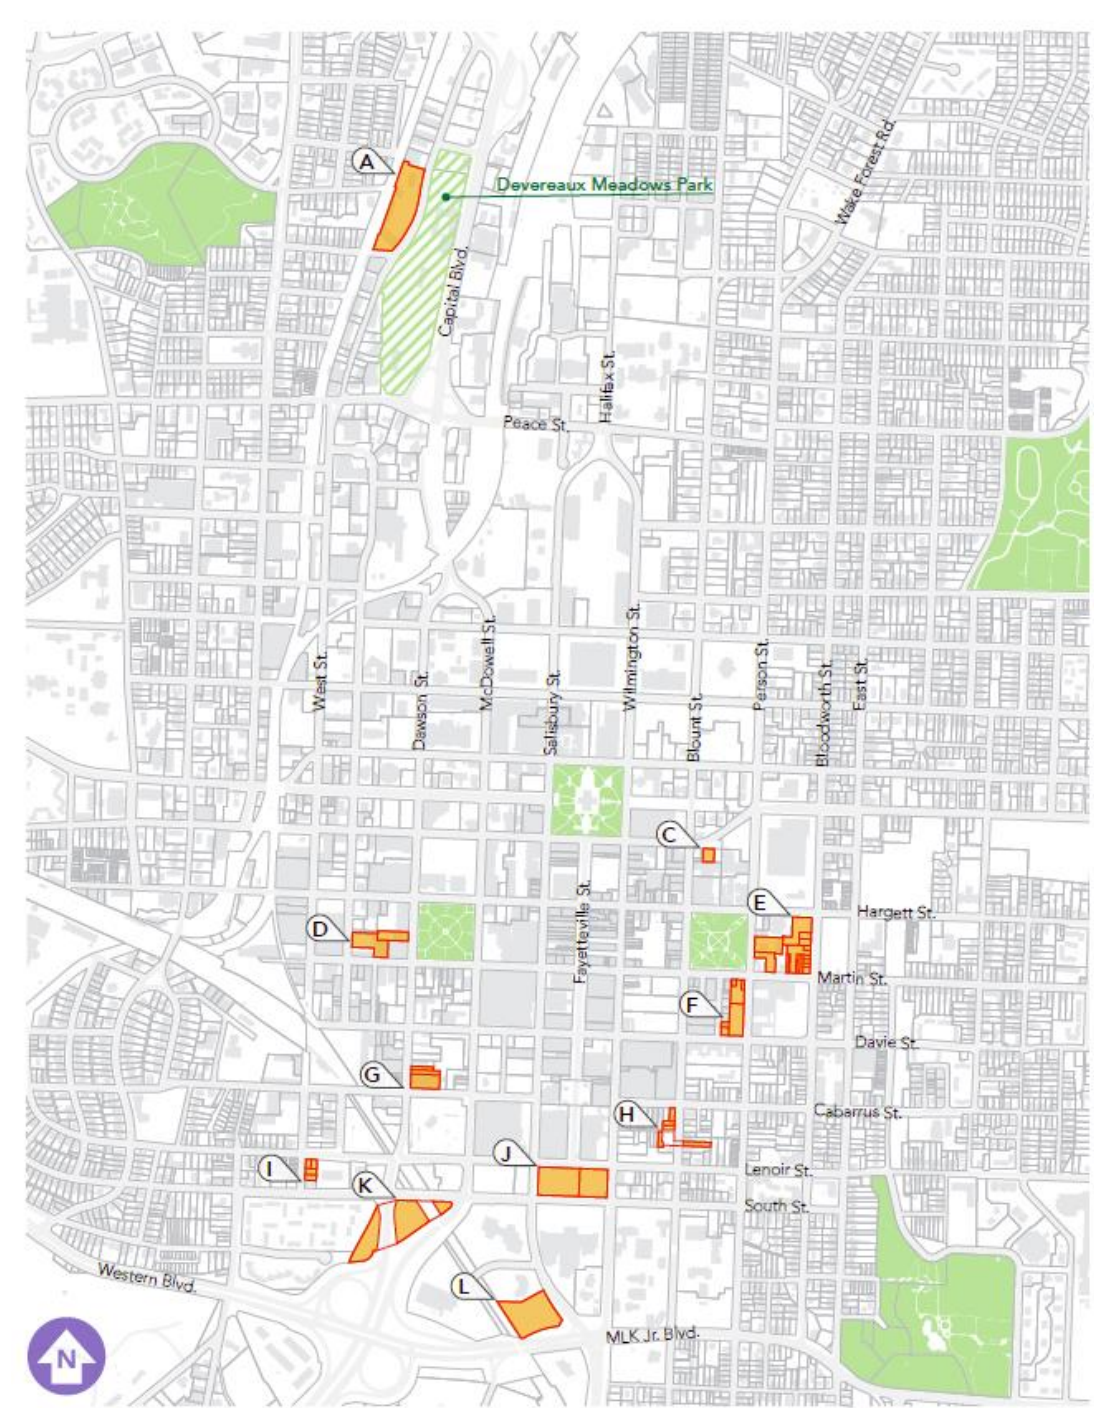 A
Devereaux Meadows Park
Wake Forest Rd.
Capital Blvd.
Halifax St.
Peace St.
West St.
Dawson St.
McDowell St.
Salisbury St.
Wilmington St.
Blount St.
Person St.
Bloodworth St.
East St.
C
Fayetteville St.
E
Hargett St.
D
Martin St.
F
Davie St.
G
H
Cabarrus St.
J
I
Lenoir St.
K
South St.
Western Blvd.
L
MLK Jr. Blvd.
N